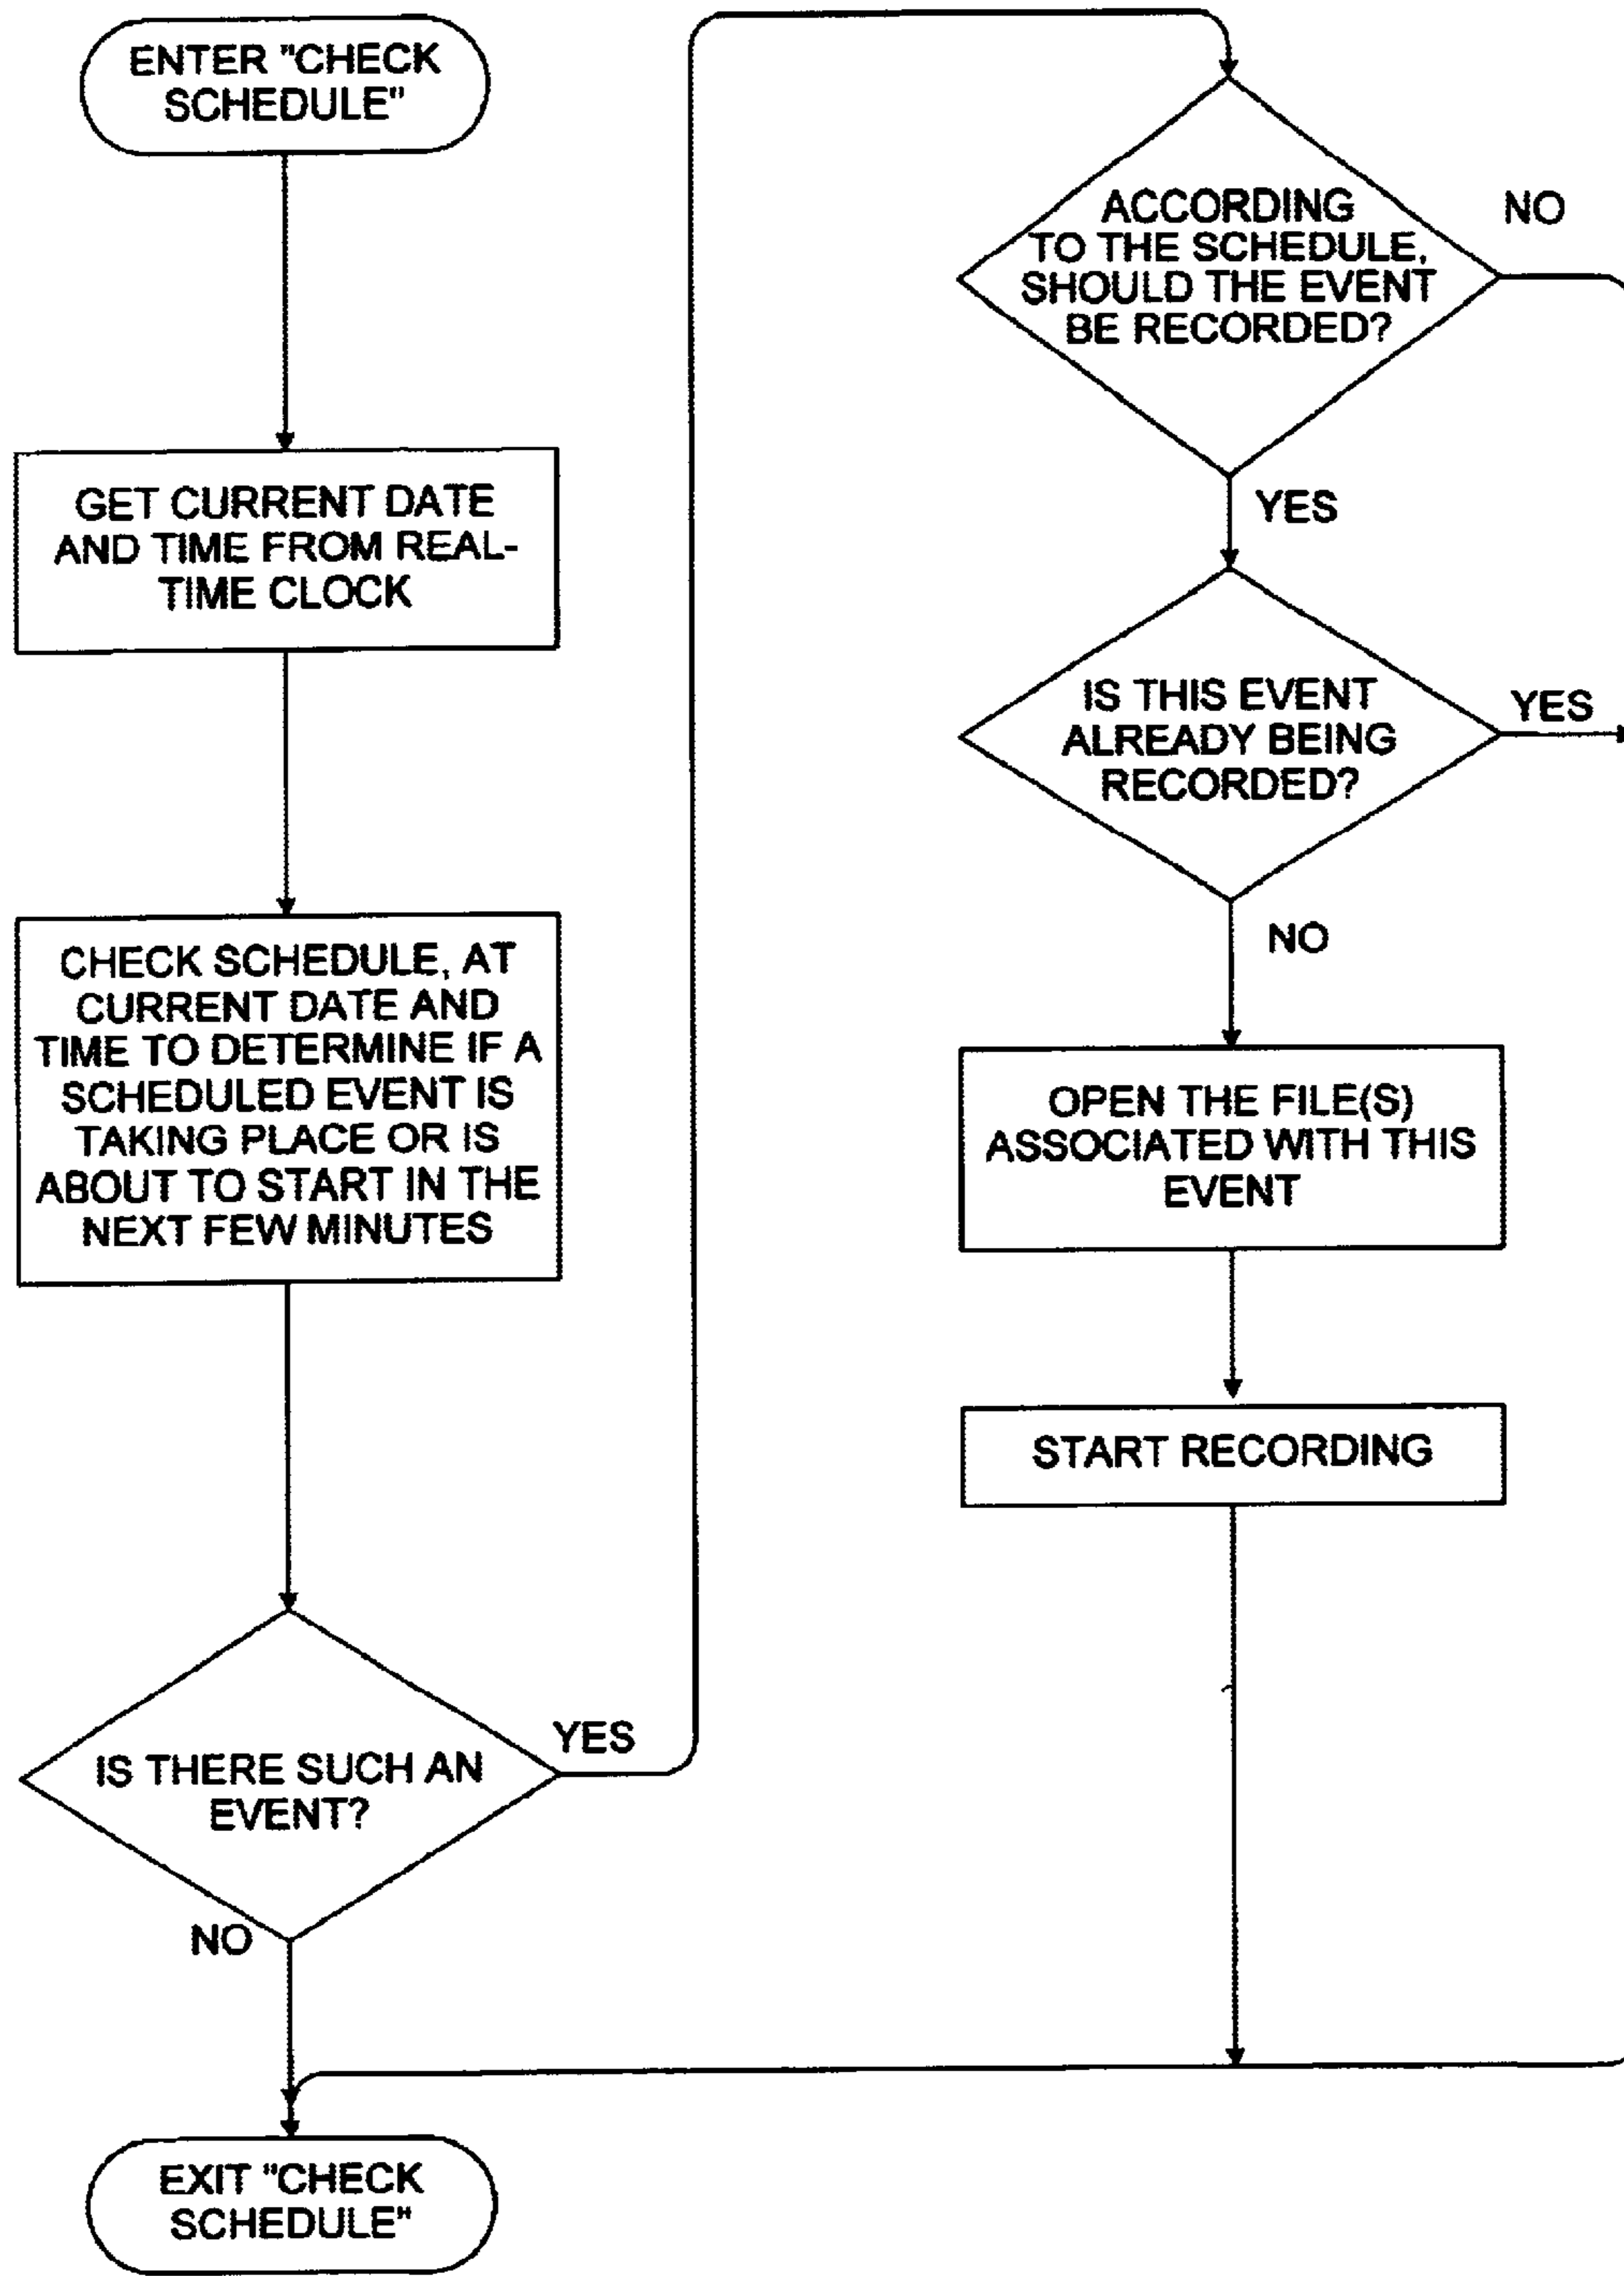 ENTER "CHECK
SCHEDULE"
GET CURRENT DATE
AND TIME FROM REAL-
TIME CLOCK
CHECK SCHEDULE, AT
CURRENT DATE AND
TIME TO DETERMINE IF A
SCHEDULED EVENT IS
TAKING PLACE OR IS
ABOUT TO START IN THE
NEXT FEW MINUTES
IS THERE SUCH AN
EVENT?
YES
NO
EXIT "CHECK
SCHEDULE"
ACCORDING
TO THE SCHEDULE,
SHOULD THE EVENT
BE RECORDED?
NO
YES
IS THIS EVENT
ALREADY BEING
RECORDED?
YES
NO
OPEN THE FILE(S)
ASSOCIATED WITH THIS
EVENT
START RECORDING